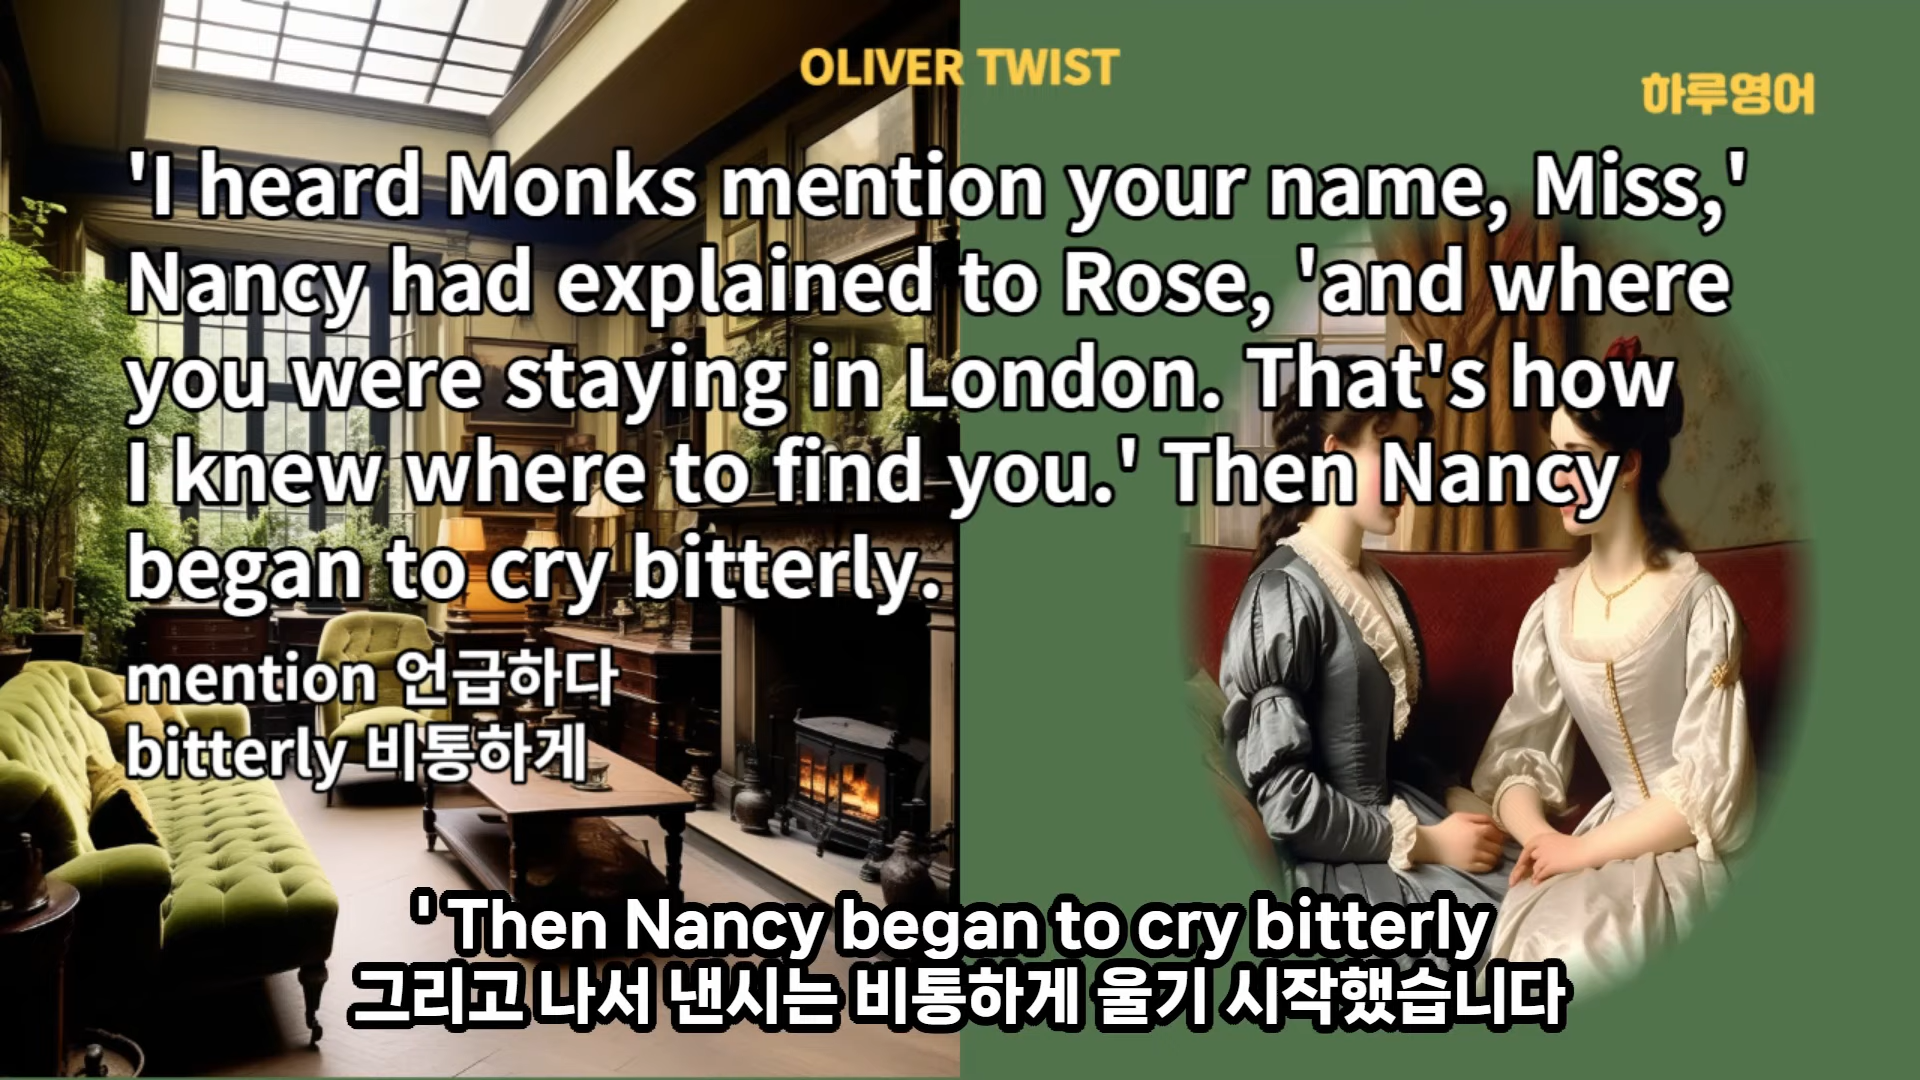 OLIVER TWIST
하루영어
'I heard Monks mention your name, Miss,'
Nancy had explained to Rose, 'and where
you were staying in London. That's how
I knew where to find you.' Then Nancy
began to cry bitterly.
mention 언급하다
bitterly 비통하게
' Then Nancy began to cry bitterly
그리고 나서 낸시는 비통하게 울기 시작했습니다